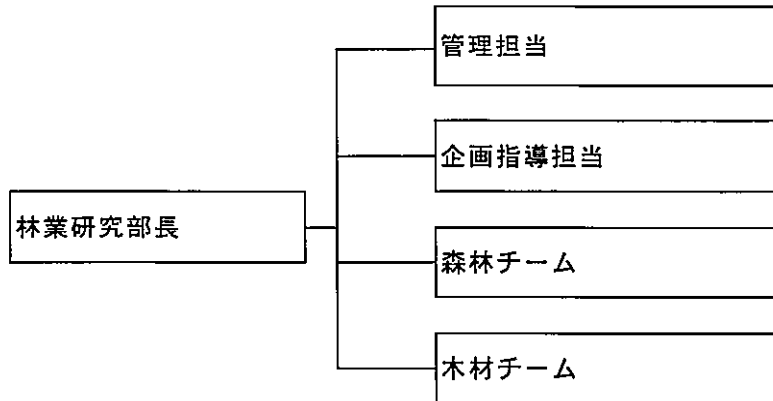 管理担当
企画指導担当
林業研究部長
森林チーム
木材チーム